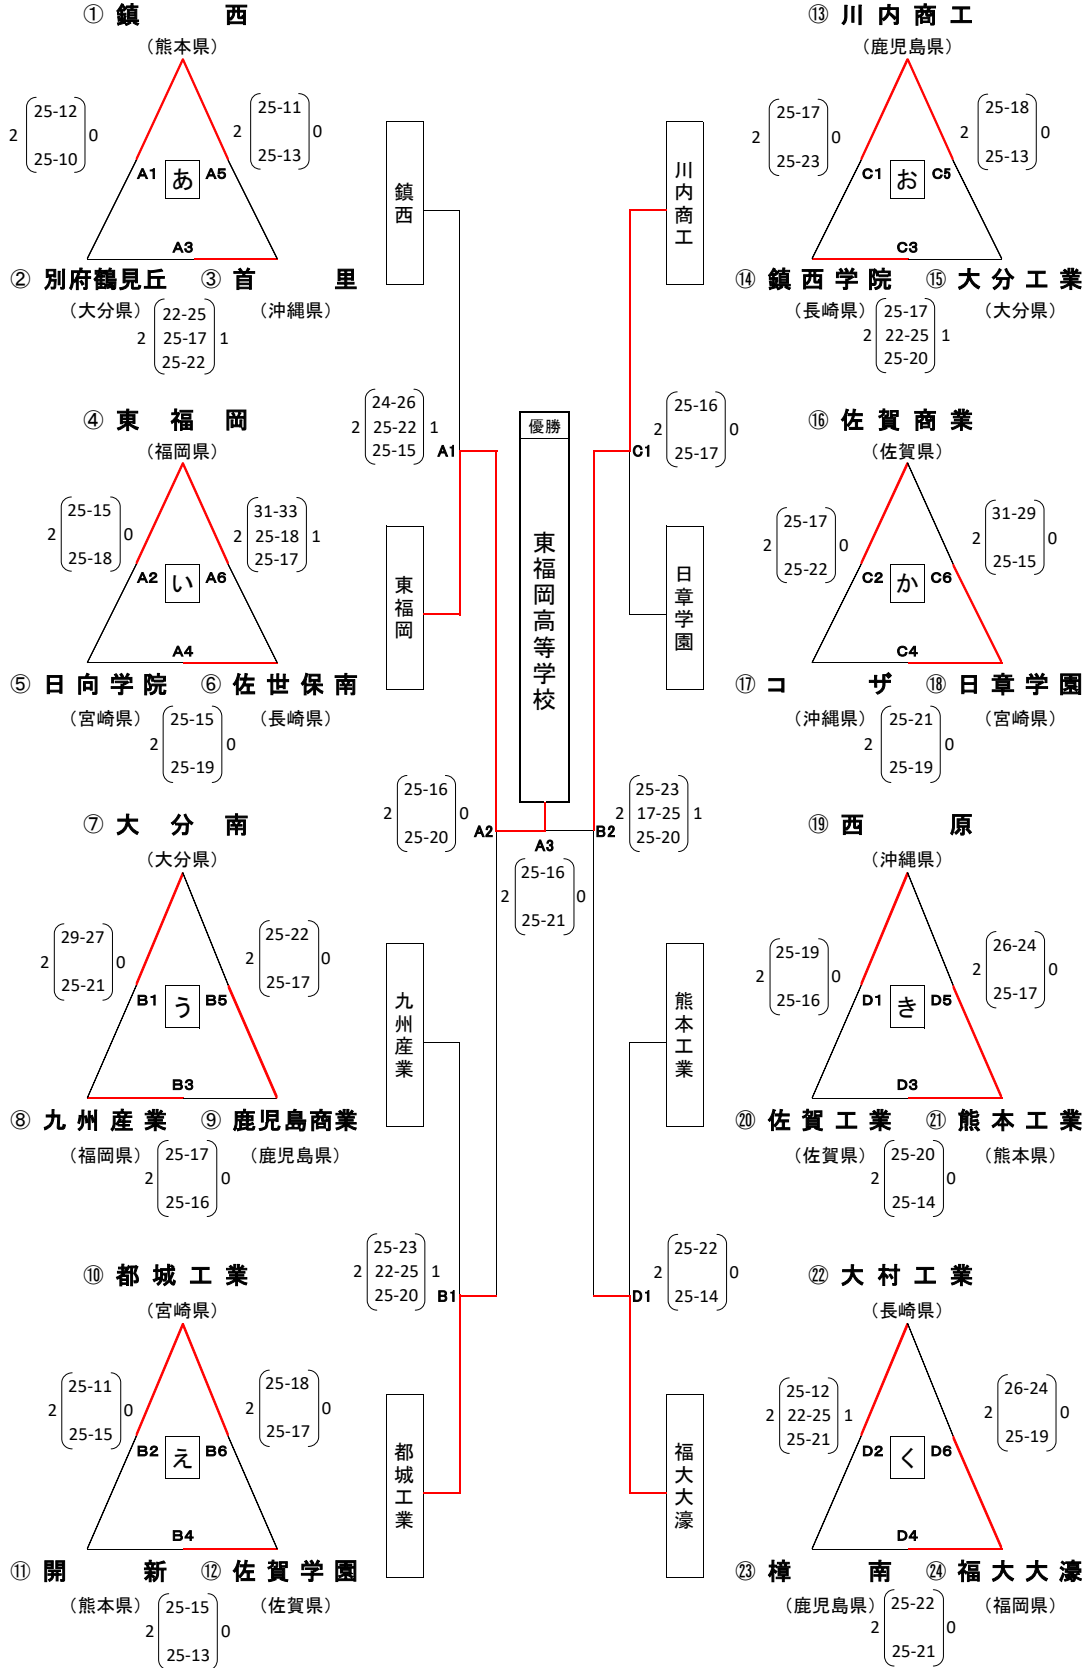 ① 鎮西
（熊本県）
2 25-12 0
25-10
2 25-11 0
25-13
A1 あ A5
A3
② 別府鶴見丘 ③ 首里
（大分県） （沖縄県）
22-25
2 25-17 1
25-22
④ 東福岡
（福岡県）
2 25-15 0
25-18
31-33
2 25-18 1
25-17
A2 い A6
A4
⑤ 日向学院 ⑥ 佐世保南
（宮崎県） （長崎県）
2 25-15 0
25-19
⑦ 大分南
（大分県）
2 29-27 0
25-21
2 25-22 0
25-17
B1 う B5
B3
⑧ 九州産業 ⑨ 鹿児島商業
（福岡県） （鹿児島県）
2 25-17 0
25-16
⑩ 都城工業
（宮崎県）
2 25-11 0
25-15
2 25-18 0
25-17
B2 え B6
B4
⑪ 開新 ⑫ 佐賀学園
（熊本県） （佐賀県）
2 25-15 0
25-13
鎮西
24-26
2 25-22 1
25-15
A1
東福岡
2 25-16 0
25-20
A2
九州産業
25-23
2 22-25 1
25-20
B1
都城工業
優勝
東福岡高等学校
A3
2 25-16 0
25-21
川内商工
2 25-16 0
25-17
C1
日章学園
25-23
2 17-25 1
25-20
B2
熊本工業
2 25-22 0
25-14
D1
福大大濠
⑬ 川内商工
（鹿児島県）
2 25-17 0
25-23
2 25-18 0
25-13
C1 お C5
C3
⑭ 鎮西学院 ⑮ 大分工業
（長崎県） （大分県）
25-17
2 22-25 1
25-20
⑯ 佐賀商業
（佐賀県）
2 25-17 0
25-22
2 31-29 0
25-15
C2 か C6
C4
⑰ コザ ⑱ 日章学園
（沖縄県） （宮崎県）
2 25-21 0
25-19
⑲ 西原
（沖縄県）
2 25-19 0
25-16
2 26-24 0
25-17
D1 き D5
D3
⑳ 佐賀工業 ㉑ 熊本工業
（佐賀県） （熊本県）
2 25-20 0
25-14
㉒ 大村工業
（長崎県）
25-12
2 22-25 1
25-21
2 26-24 0
25-19
D2 く D6
D4
㉓ 樟南 ㉔ 福大大濠
（鹿児島県） （福岡県）
2 25-22 0
25-21